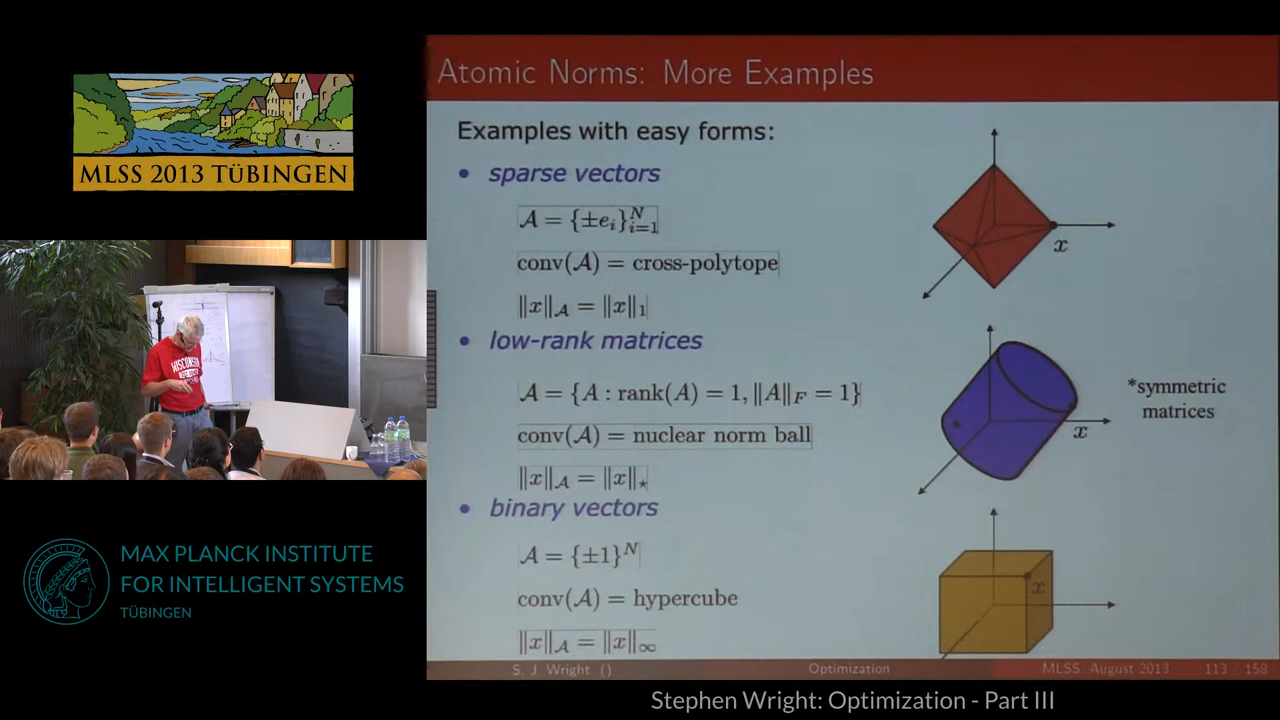 MLSS 2013 TÜBINGEN
WISCONSIN
MAX PLANCK INSTITUTE
FOR INTELLIGENT SYSTEMS
TÜBINGEN
Atomic Norms: More Examples
Examples with easy forms:
• sparse vectors
𝒜 = {±e_i}_{i=1}^N
conv(𝒜) = cross-polytope
‖x‖_𝒜 = ‖x‖_1
x
• low-rank matrices
𝒜 = {A : rank(A) = 1, ‖A‖_F = 1}
conv(𝒜) = nuclear norm ball
‖x‖_𝒜 = ‖x‖_⋆
x
*symmetric
matrices
• binary vectors
𝒜 = {±1}^N
conv(𝒜) = hypercube
‖x‖_𝒜 = ‖x‖_∞
x
S. J. Wright () Optimization MLSS, August 2013 113 / 158
Stephen Wright: Optimization - Part III